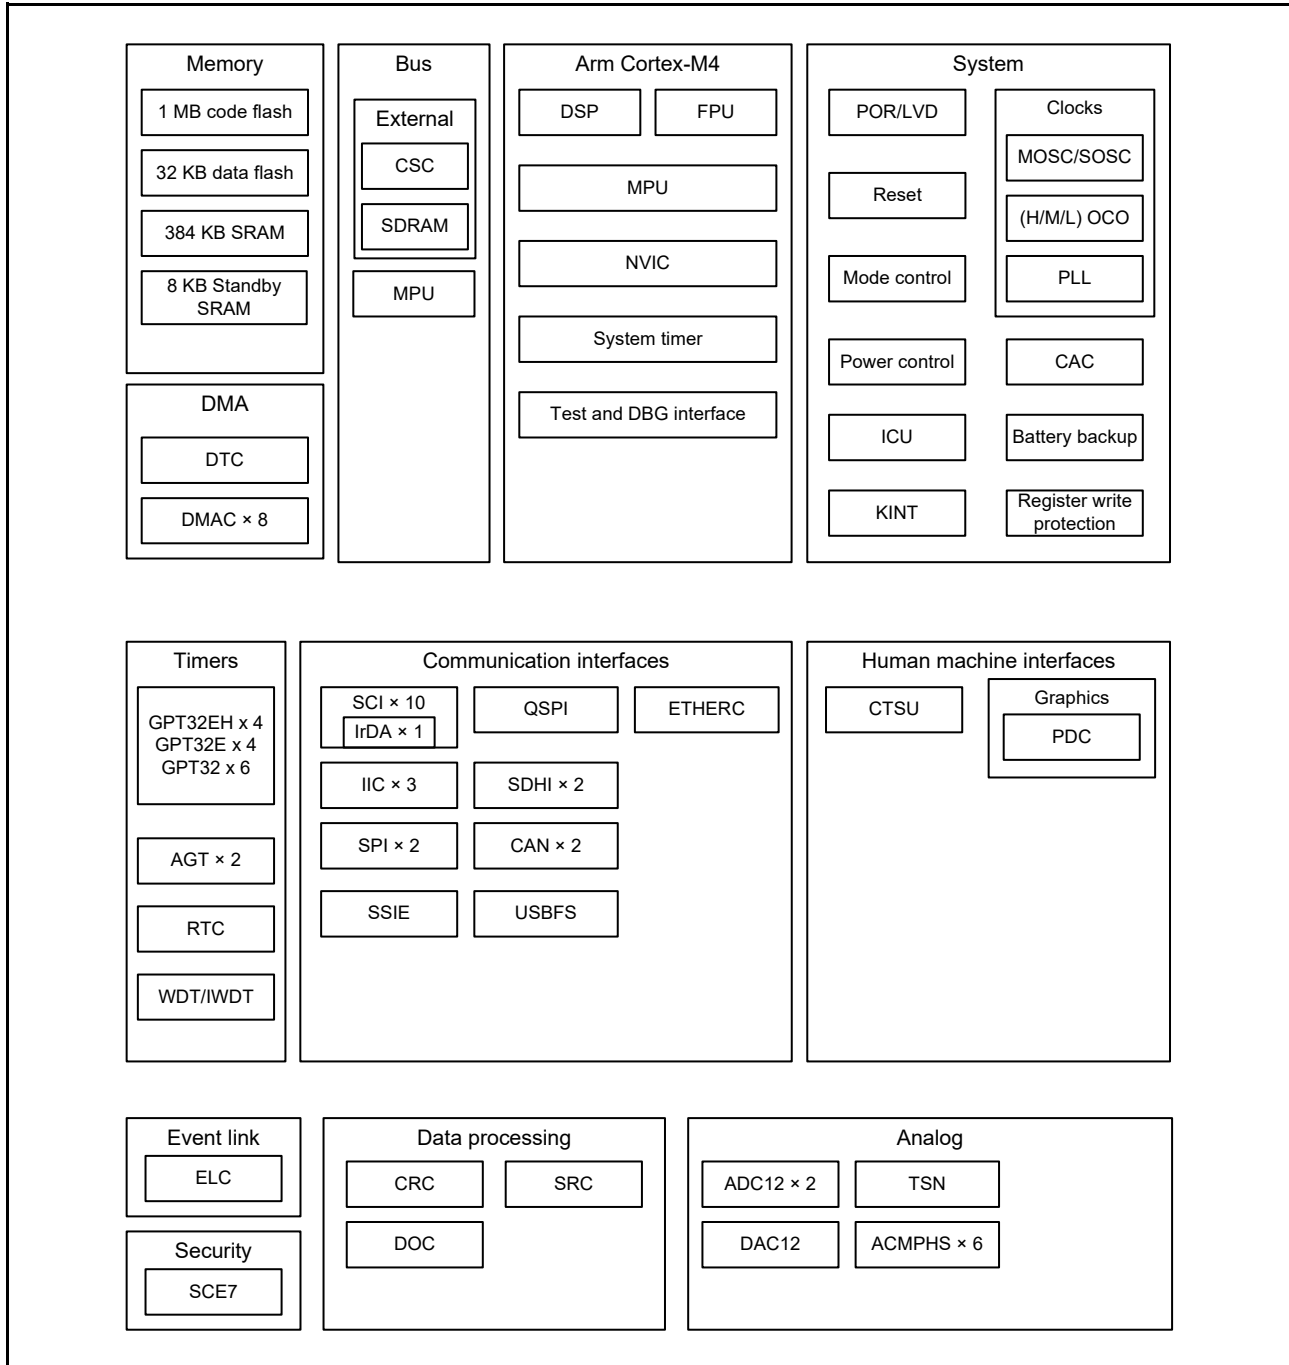 Memory
1 MB code flash
32 KB data flash
384 KB SRAM
8 KB Standby
SRAM
DMA
DTC
DMAC × 8
Bus
External
CSC
SDRAM
MPU
Arm Cortex-M4
DSP
FPU
MPU
NVIC
System timer
Test and DBG interface
System
POR/LVD
Reset
Mode control
Power control
ICU
KINT
Clocks
MOSC/SOSC
(H/M/L) OCO
PLL
CAC
Battery backup
Register write
protection
Timers
GPT32EH x 4
GPT32E x 4
GPT32 x 6
AGT × 2
RTC
WDT/IWDT
Communication interfaces
SCI × 10
IrDA × 1
IIC × 3
SPI × 2
SSIE
QSPI
SDHI × 2
CAN × 2
USBFS
ETHERC
Human machine interfaces
CTSU
Graphics
PDC
Event link
ELC
Security
SCE7
Data processing
CRC
SRC
DOC
Analog
ADC12 × 2
TSN
DAC12
ACMPHS × 6